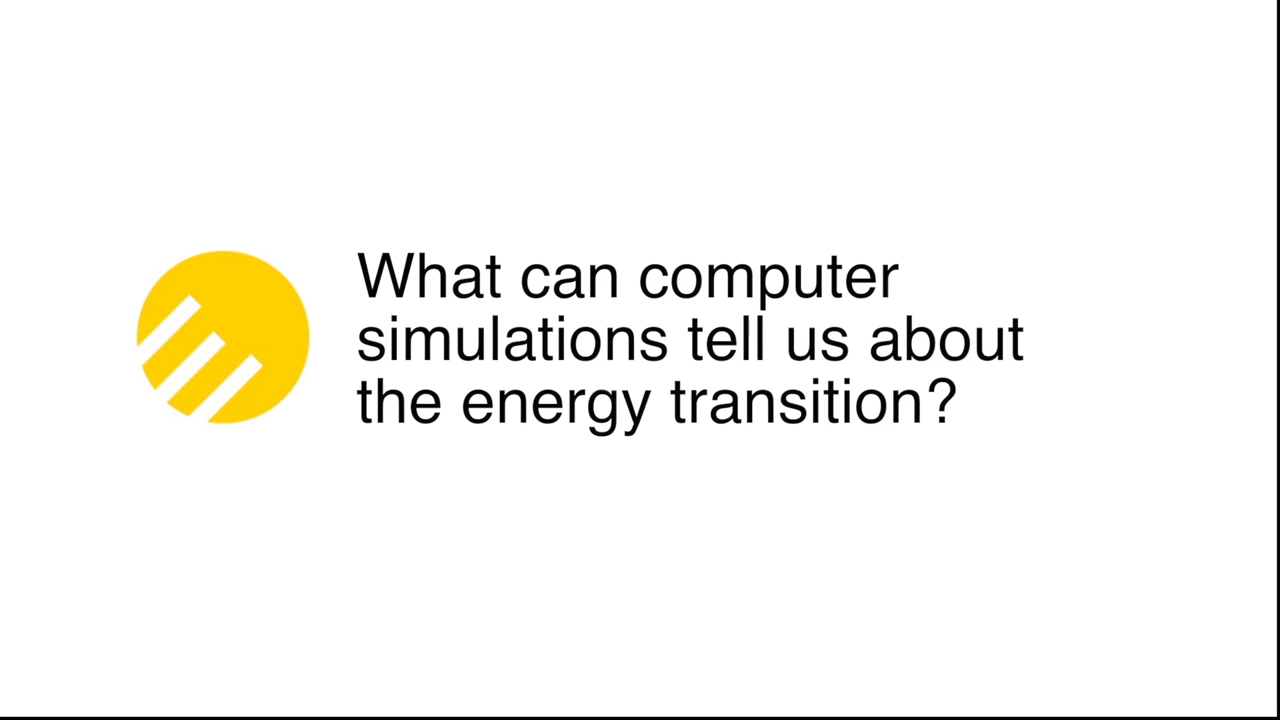 What can computer
simulations tell us about
the energy transition?